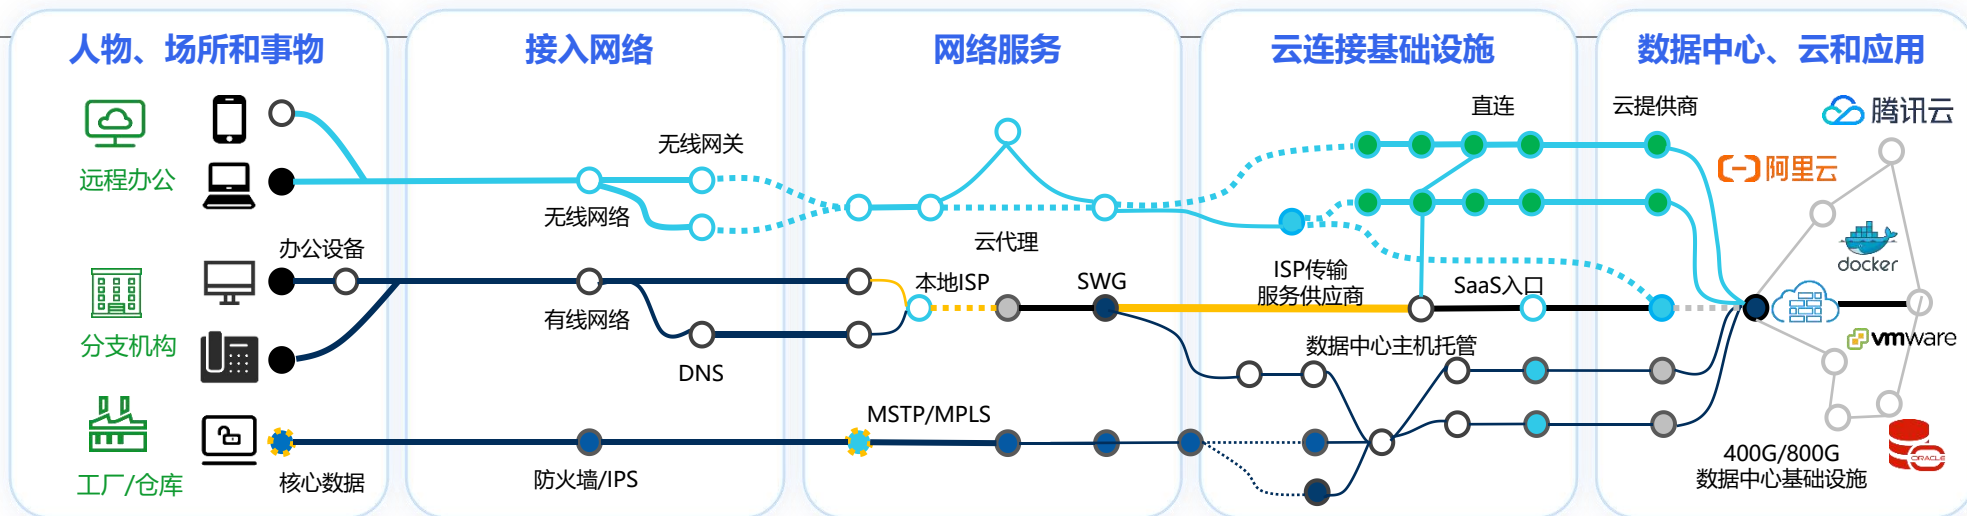 人物、场所和事物
接入网络
网络服务
云连接基础设施
数据中心、云和应用
远程办公
分支机构
工厂/仓库
办公设备
核心数据
无线网关
无线网络
有线网络
DNS
防火墙/IPS
云代理
本地ISP
SWG
MSTP/MPLS
直连
ISP传输
服务供应商
SaaS入口
数据中心主机托管
云提供商
腾讯云
阿里云
docker
vmware
ORACLE
400G/800G
数据中心基础设施